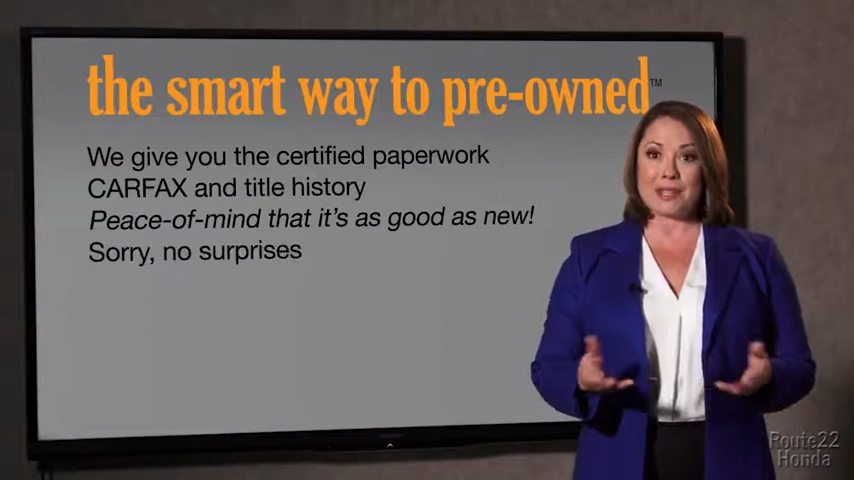 the smart way to pre-owned™
We give you the certified paperwork
CARFAX and title history
Peace-of-mind that it's as good as new!
Sorry, no surprises
Route22
Honda